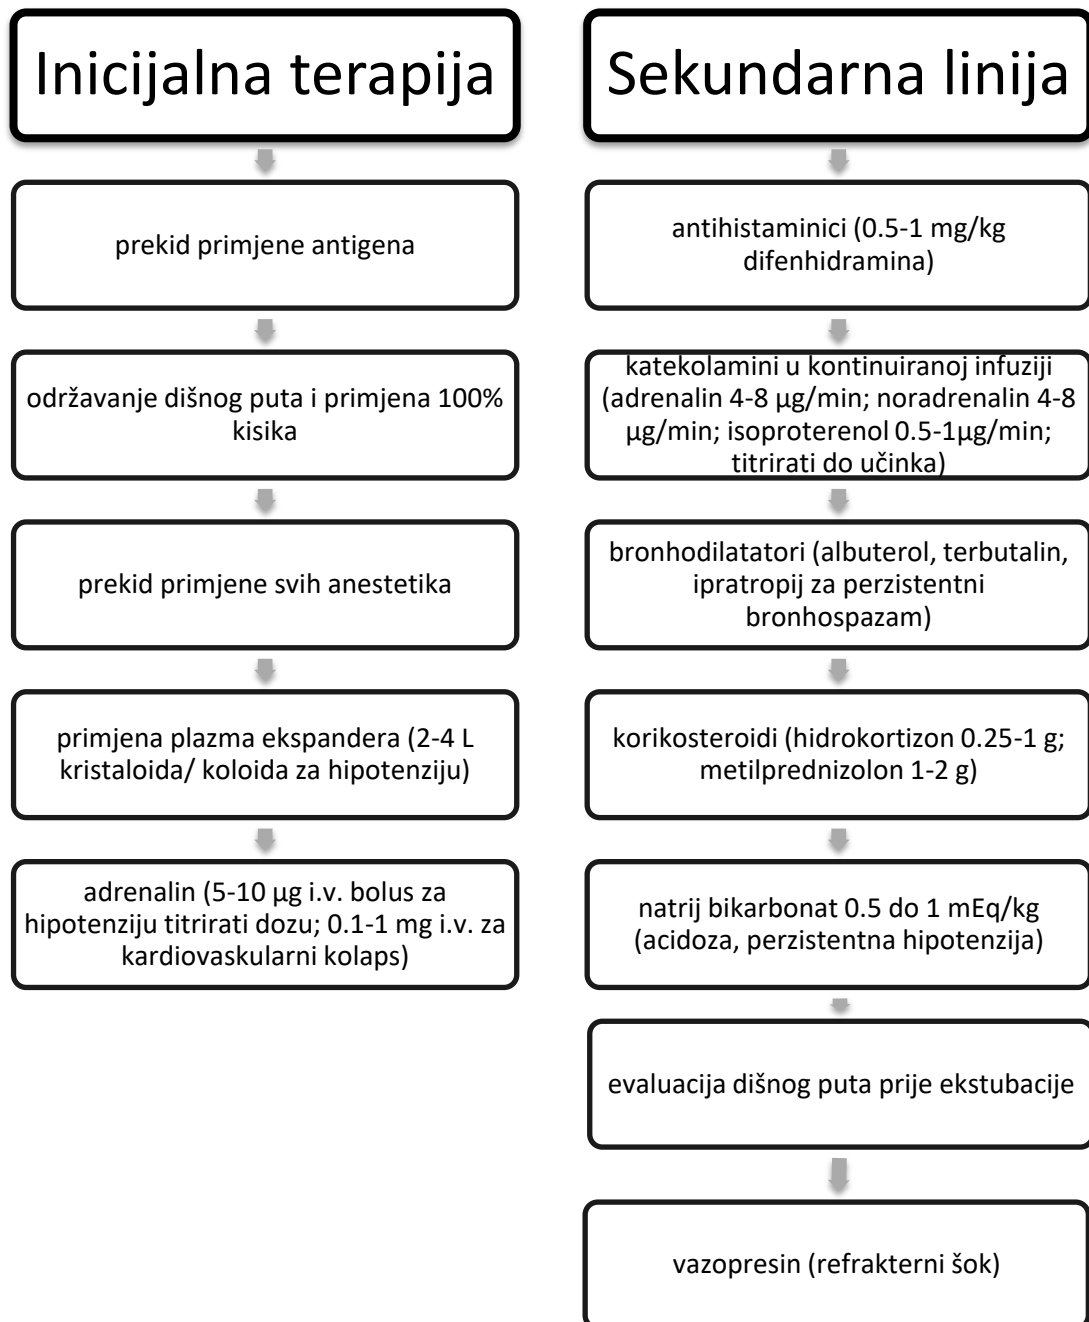 Inicijalna terapija
prekid primjene antigena
održavanje dišnog puta i primjena 100%
kisika
prekid primjene svih anestetika
primjena plazma ekspandera (2-4 L
kristaloida/ koloida za hipotenziju)
adrenalin (5-10 µg i.v. bolus za
hipotenziju titrirati dozu; 0.1-1 mg i.v. za
kardiovaskularni kolaps)
Sekundarna linija
antihistaminici (0.5-1 mg/kg
difenhidramina)
katekolamini u kontinuiranoj infuziji
(adrenalin 4-8 µg/min; noradrenalin 4-8
µg/min; isoproterenol 0.5-1µg/min;
titrirati do učinka)
bronhodilatatori (albuterol, terbutalin,
ipratropij za perzistentni
bronhospazam)
korikosteroidi (hidrokortizon 0.25-1 g;
metilprednizolon 1-2 g)
natrij bikarbonat 0.5 do 1 mEq/kg
(acidoza, perzistentna hipotenzija)
evaluacija dišnog puta prije ekstubacije
vazopresin (refrakterni šok)